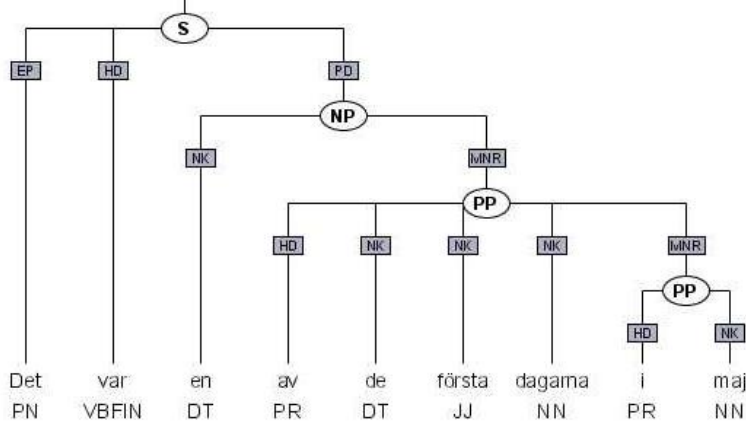 S
EP HD PD
NP
NK MNR
PP
HD NK NK NK MNR
PP
HD NK
Det var en av de första dagarna i maj
PN VBFIN DT PR DT JJ NN PR NN